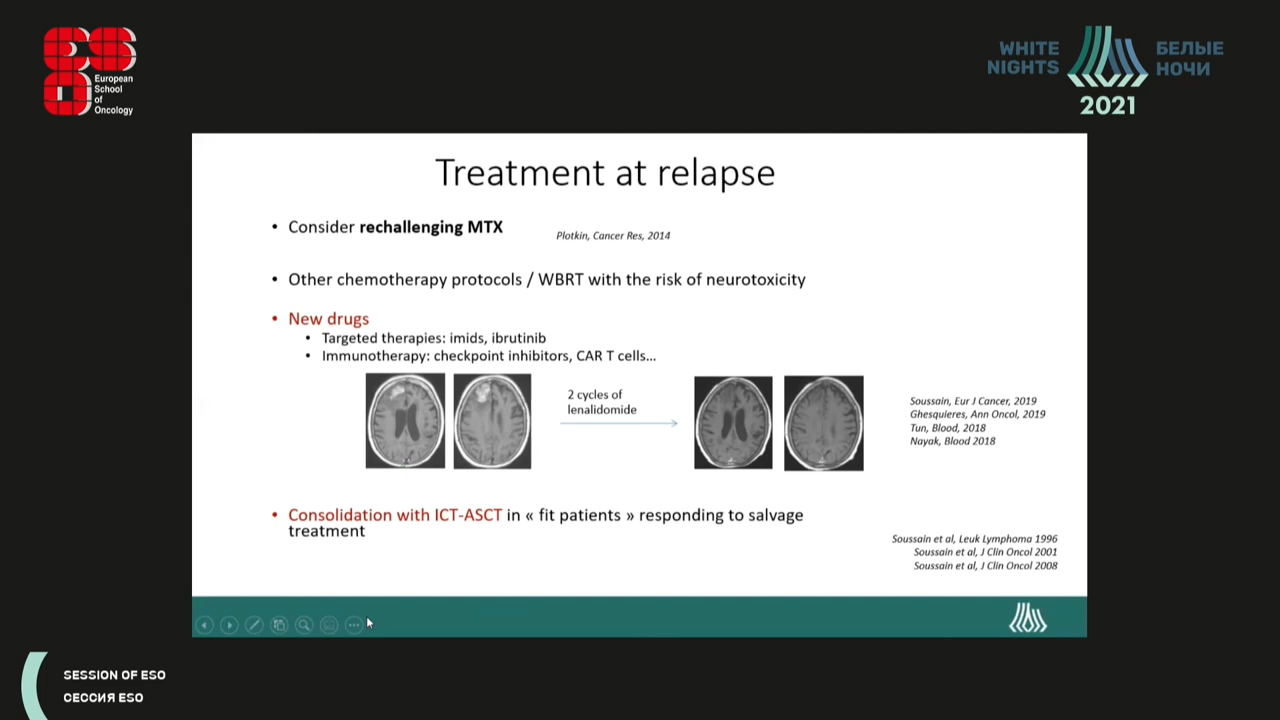 European
School
of
Oncology
WHITE
NIGHTS
БЕЛЫЕ
НОЧИ
2021
Treatment at relapse
• Consider rechallenging MTX
Plotkin, Cancer Res, 2014
• Other chemotherapy protocols / WBRT with the risk of neurotoxicity
• New drugs
• Targeted therapies: imids, ibrutinib
• Immunotherapy: checkpoint inhibitors, CAR T cells...
2 cycles of
lenalidomide
Soussain, Eur J Cancer, 2019
Ghesquieres, Ann Oncol, 2019
Tun, Blood, 2018
Nayak, Blood 2018
• Consolidation with ICT-ASCT in « fit patients » responding to salvage
treatment
Soussain et al, Leuk Lymphoma 1996
Soussain et al, J Clin Oncol 2001
Soussain et al, J Clin Oncol 2008
SESSION OF ESO
СЕССИЯ ESO